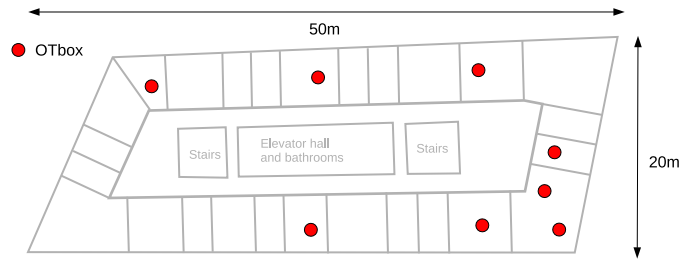 50m
OTbox
Elevator hall
and bathrooms
Stairs
Stairs
20m